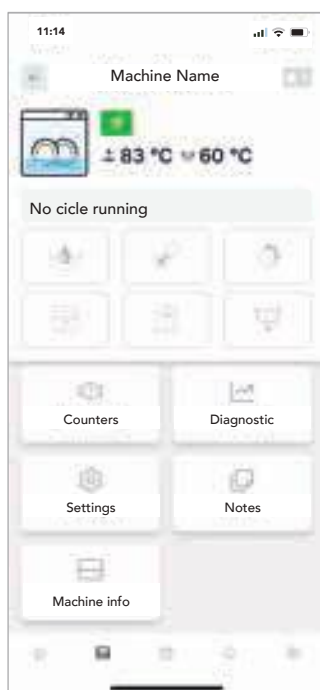 11:14
Machine Name
83 °C 60 °C
No cicle running
Counters
Diagnostic
Settings
Notes
Machine info